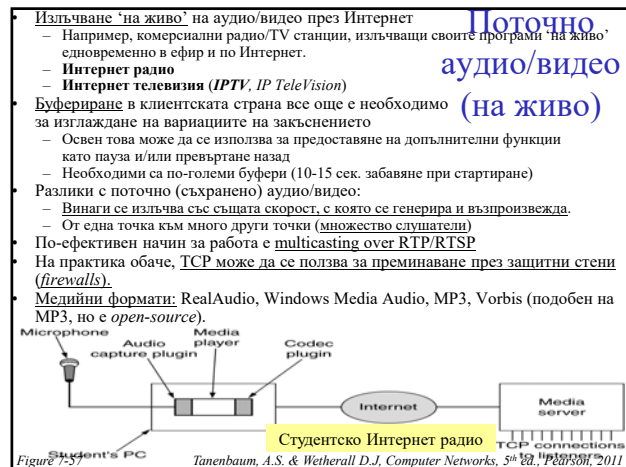 Поточно
аудио/видео
(на живо)
• Излъчване ‘на живо’ на аудио/видео през Интернет
– Например, комерсиални радио/TV станции, излъчващи своите програми ‘на живо’
едновременно в ефир и по Интернет.
– Интернет радио
– Интернет телевизия (IPTV, IP TeleVision)
• Буфериране в клиентската страна все още е необходимо
за изглаждане на вариациите на закъснението
– Освен това може да се използва за предоставяне на допълнителни функции
като пауза и/или превъртане назад
– Необходими са по-големи буфери (10-15 сек. забавяне при стартиране)
• Разлики с поточно (съхранено) аудио/видео:
– Винаги се излъчва със същата скорост, с която се генерира и възпроизвежда.
– От една точка към много други точки (множество слушатели)
• По-ефективен начин за работа е multicasting over RTP/RTSP
• На практика обаче, TCP може да се ползва за преминаване през защитни стени
(firewalls).
• Медийни формати: RealAudio, Windows Media Audio, MP3, Vorbis (подобен на
MP3, но е open-source).
Microphone
Audio
capture plugin
Media
player
Codec
plugin
Internet
Media
server
Student's PC
TCP connections
to listeners
Студентско Интернет радио
Figure 7-57
Tanenbaum, A.S. & Wetherall D.J, Computer Networks, 5th ed., Pearson, 2011